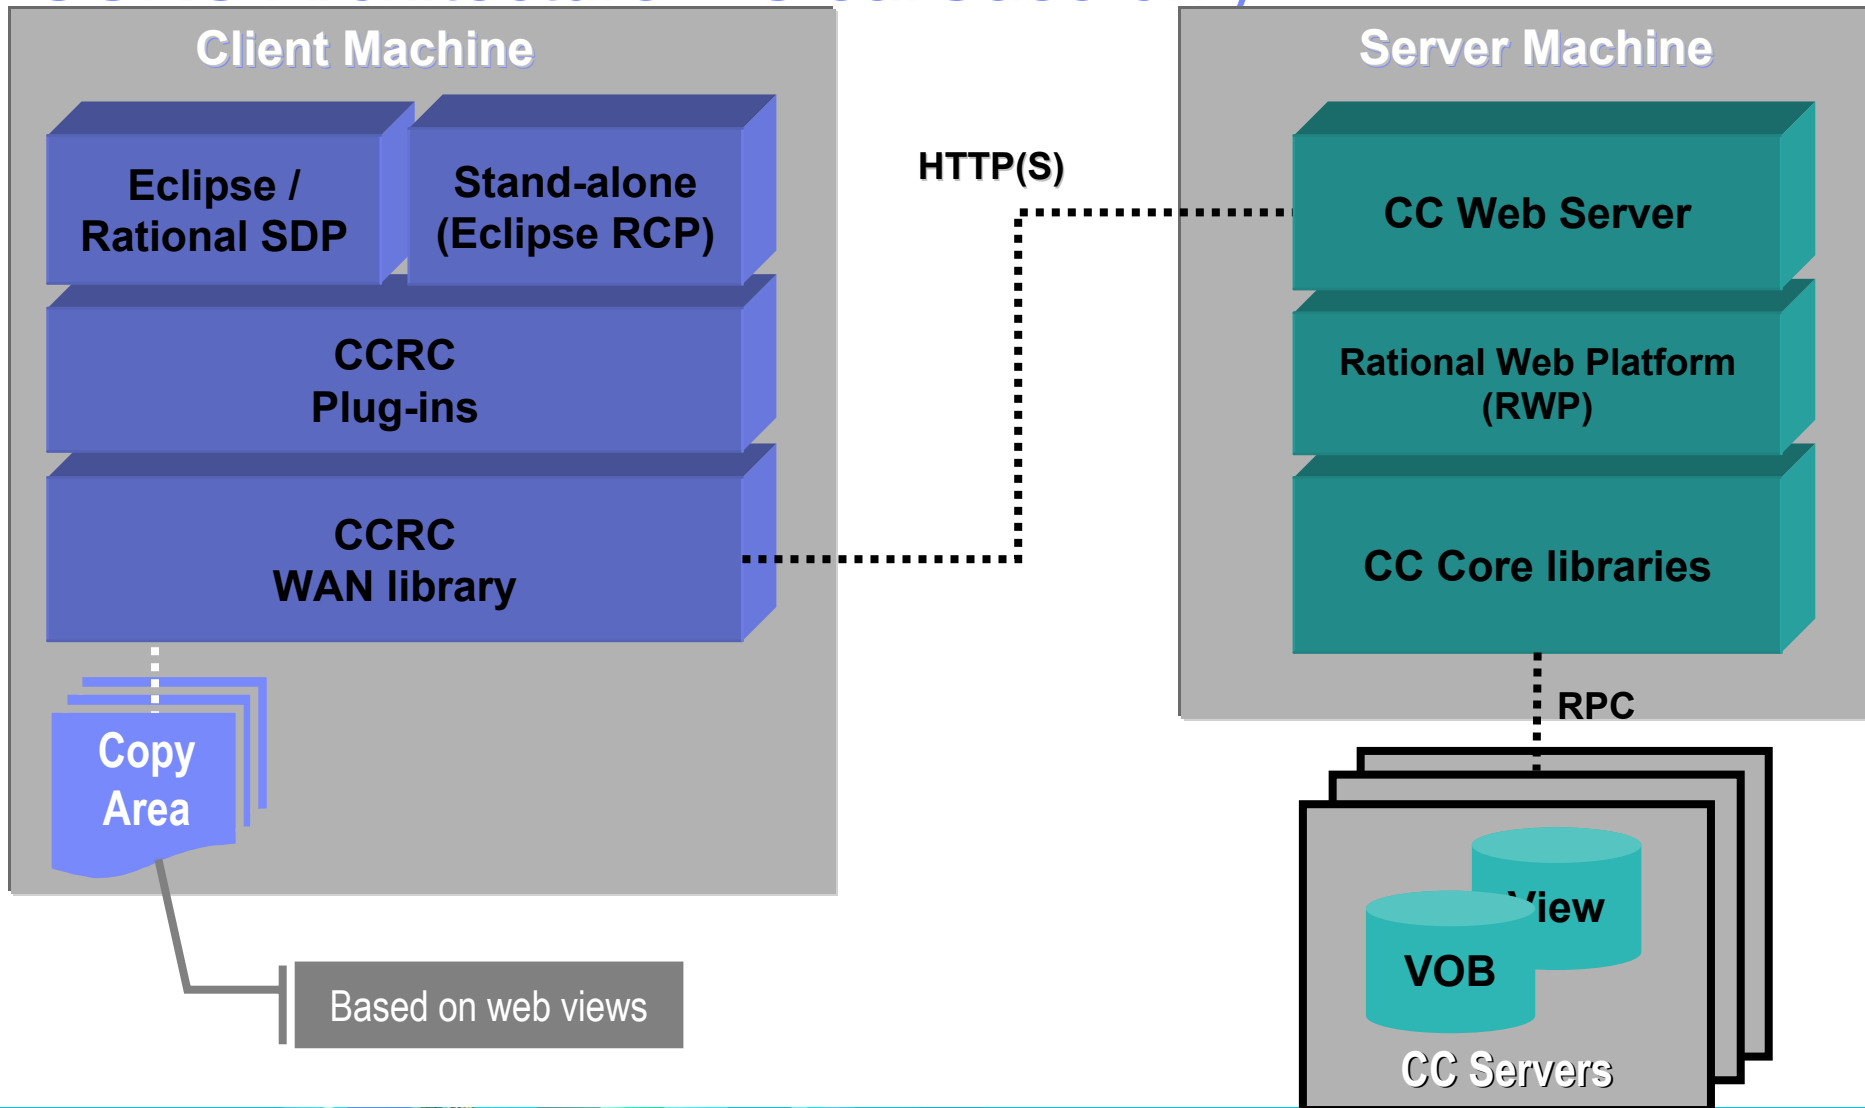 Client Machine
Server Machine
Eclipse /
Rational SDP
Stand-alone
(Eclipse RCP)
HTTP(S)
CC Web Server
CCRC
Plug-ins
Rational Web Platform
(RWP)
CCRC
WAN library
CC Core libraries
RPC
Copy
Area
View
VOB
Based on web views
CC Servers